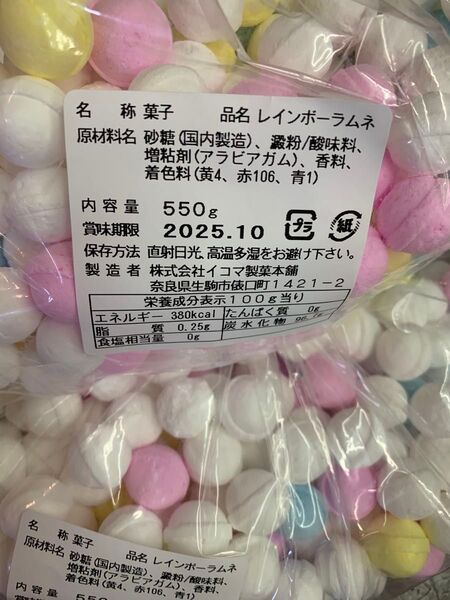 名　称 菓子　品名 レインボーラムネ
原材料名 砂糖(国内製造)、澱粉/酸味料、
増粘剤(アラビアガム)、香料、
着色料(黄4、赤106、青1)
内容量　550g
賞味期限　2025.10　プラ　紙
保存方法 直射日光、高温多湿をお避け下さい。
製造者 株式会社イコマ製菓本舗
奈良県生駒市俵口町1421-2
栄養成分表示100g当り
エネルギー 380kcal たんぱく質 0g
脂　質 0.25g 炭水化物
食塩相当量 0g
名　称 菓子　品名 レインボーラムネ
原材料名 砂糖(国内製造)、澱粉/酸味料、
増粘剤(アラビアガム)、香料、
着色料(黄4、赤106、青1)
内容量 550